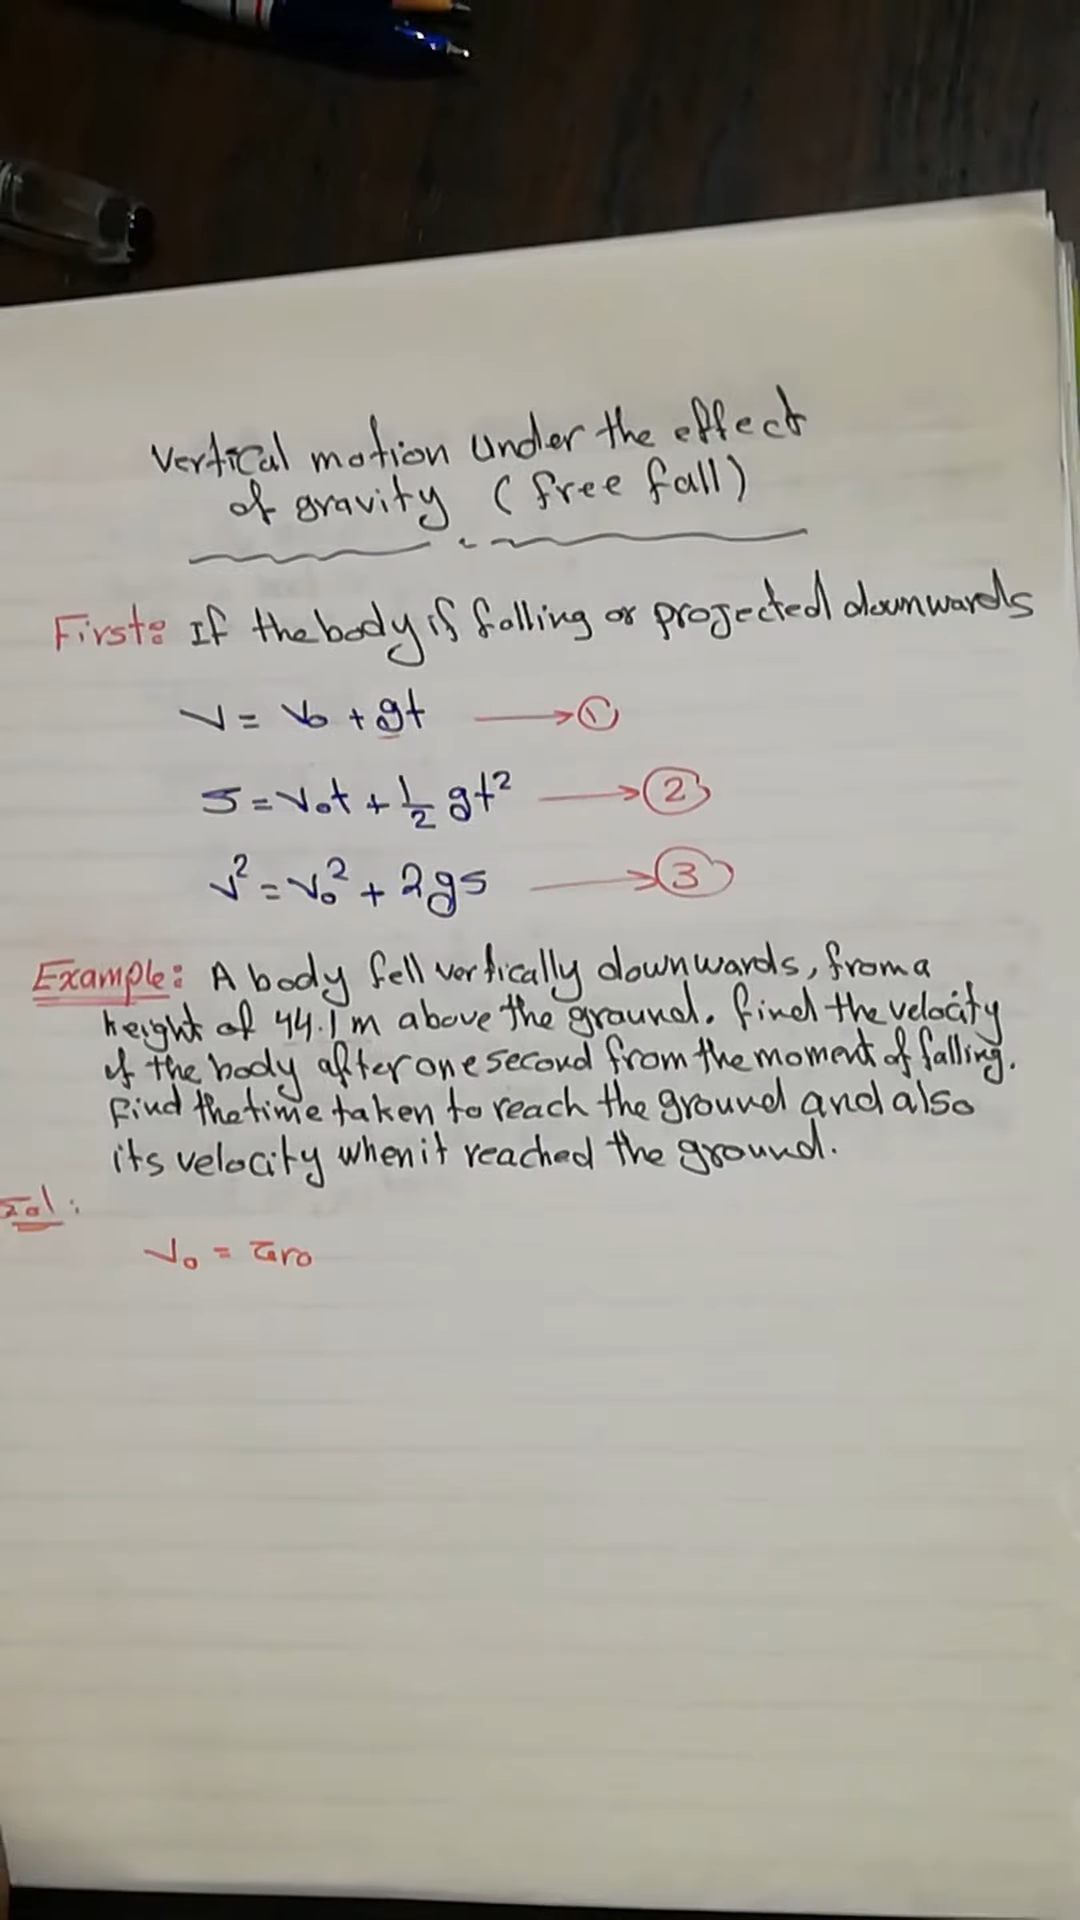 Vertical motion under the effect
of gravity (free fall)
First: If the body if falling or projected downwards
V = V₀ + gt → ①
S = V₀t + 1/2 gt² → ②
V² = V₀² + 2gs → ③
Example: A body fell vertically downwards, from a
height of 44.1 m above the ground. find the velocity
of the body after one second from the moment of falling.
Find the time taken to reach the ground and also
its velocity when it reached the ground.
Sol:
V₀ = zero